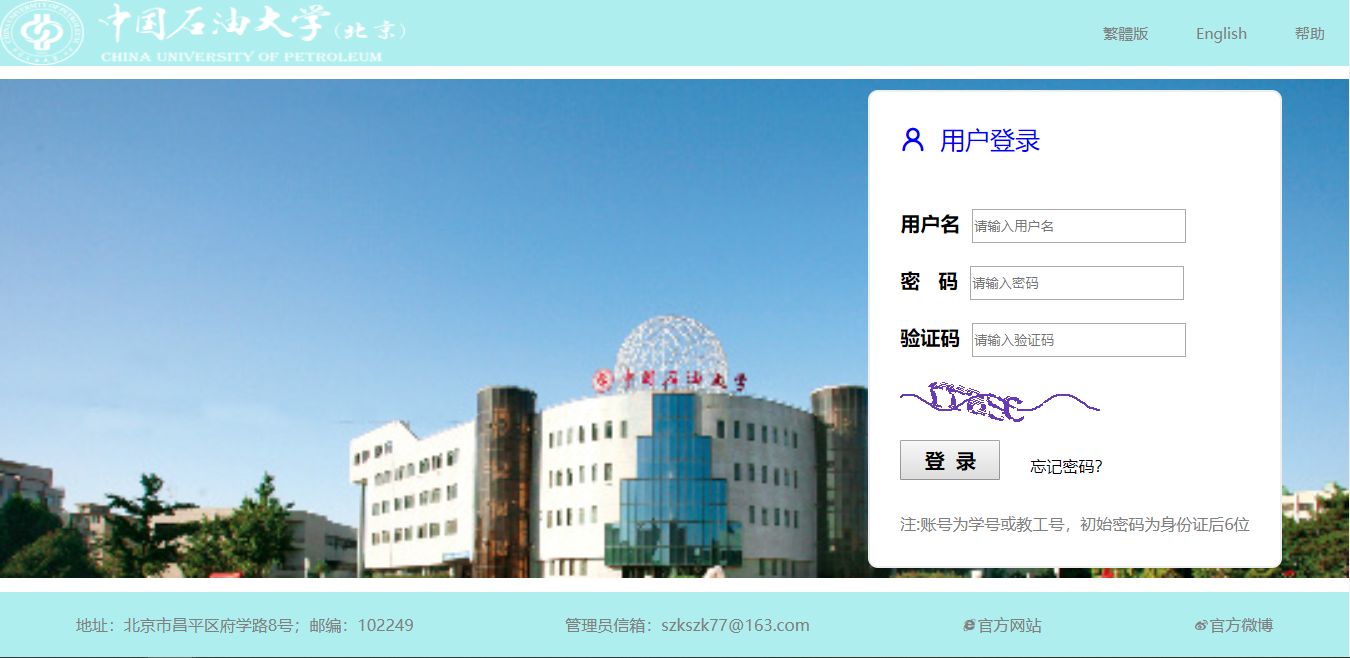 中国石油大学(北京)
CHINA UNIVERSITY OF PETROLEUM
繁體版 English 帮助
用户登录
用户名 请输入用户名
密 码 请输入密码
验证码 请输入验证码
中国石油大学
登 录 忘记密码?
注:账号为学号或教工号，初始密码为身份证后6位
地址：北京市昌平区府学路8号；邮编：102249 管理员信箱：szkszk77@163.com 官方网站 官方微博